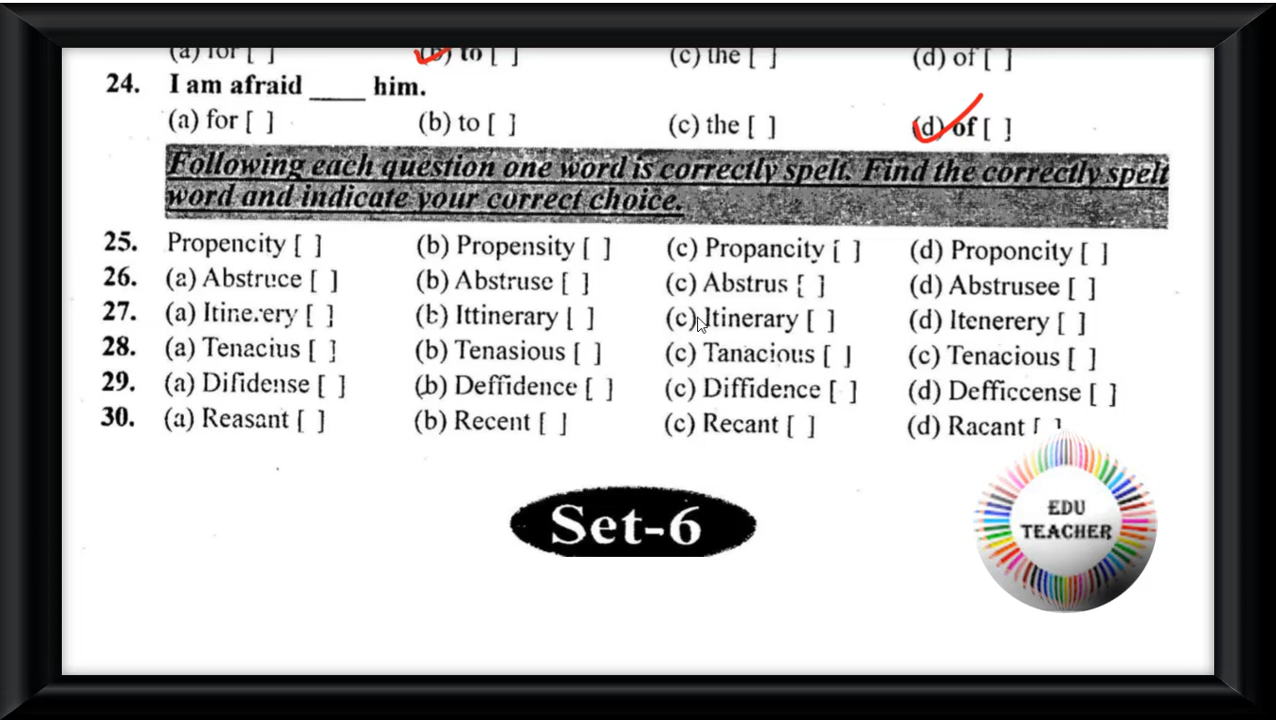 (a) for [ ] (b) to [ ] (c) the [ ] (d) of [ ]
24. I am afraid ____ him.
(a) for [ ] (b) to [ ] (c) the [ ] (d) of [ ]
Following each question one word is correctly spelt. Find the correctly spelt
word and indicate your correct choice.
25. Propencity [ ] (b) Propensity [ ] (c) Propancity [ ] (d) Proponcity [ ]
26. (a) Abstruce [ ] (b) Abstruse [ ] (c) Abstrus [ ] (d) Abstrusee [ ]
27. (a) Itinerery [ ] (b) Ittinerary [ ] (c) Itinerary [ ] (d) Itenerery [ ]
28. (a) Tenacius [ ] (b) Tenasious [ ] (c) Tanacious [ ] (c) Tenacious [ ]
29. (a) Difidense [ ] (b) Deffidence [ ] (c) Diffidence [ ] (d) Defficcense [ ]
30. (a) Reasant [ ] (b) Recent [ ] (c) Recant [ ] (d) Racant [ ]
Set-6
EDU
TEACHER